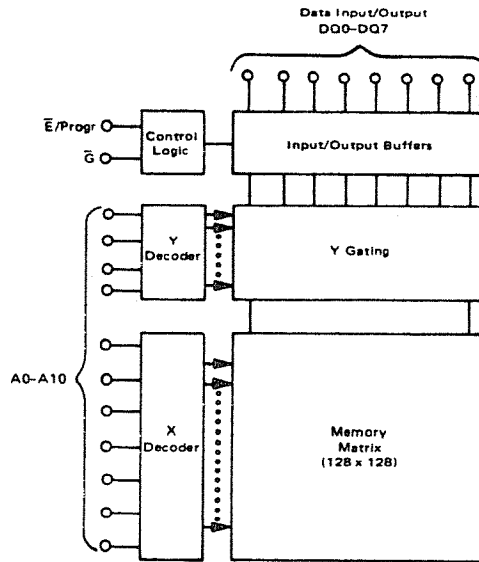 Data Input/Output
DQ0–DQ7
E̅/Progr
Control
Logic
Input/Output Buffers
G̅
Y
Decoder
Y Gating
A0–A10
X
Decoder
Memory
Matrix
(128 x 128)